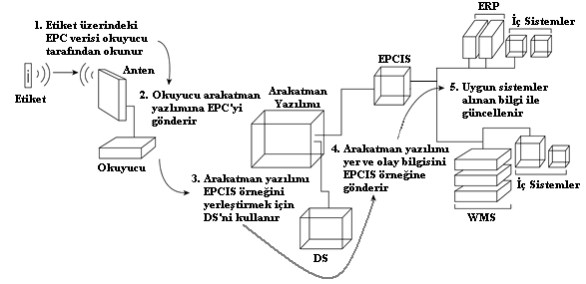 1. Etiket üzerindeki
EPC verisi okuyucu
tarafından okunur
Etiket
Anten
2. Okuyucu arakatman
yazlımına EPC'yi
gönderir
Okuyucu
3. Arakatman yazılımı
EPCIS örneğini
yerleştirmek için
DS'ni kullanır
Arakatman
Yazılımı
DS
4. Arakatman yazılımı
yer ve olay bilgisini
EPCIS örneğine
gönderir
EPCIS
ERP
İç Sistemler
5. Uygun sistemler
alınan bilgi ile
güncellenir
WMS
İç Sistemler